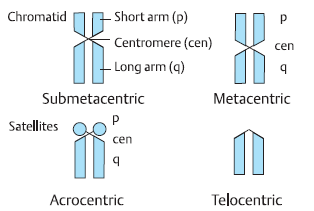 Chromatid
Short arm (p)
Centromere (cen)
Long arm (q)
Submetacentric
p
cen
q
Metacentric
Satellites
p
cen
q
Acrocentric
Telocentric